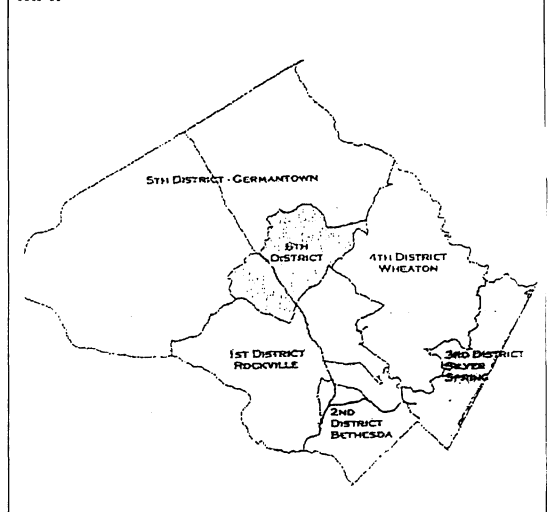 5TH DISTRICT - GERMANTOWN
6TH
DISTRICT
4TH DISTRICT
WHEATON
1ST DISTRICT
ROCKVILLE
3RD DISTRICT
SILVER
SPRING
2ND
DISTRICT
BETHESDA